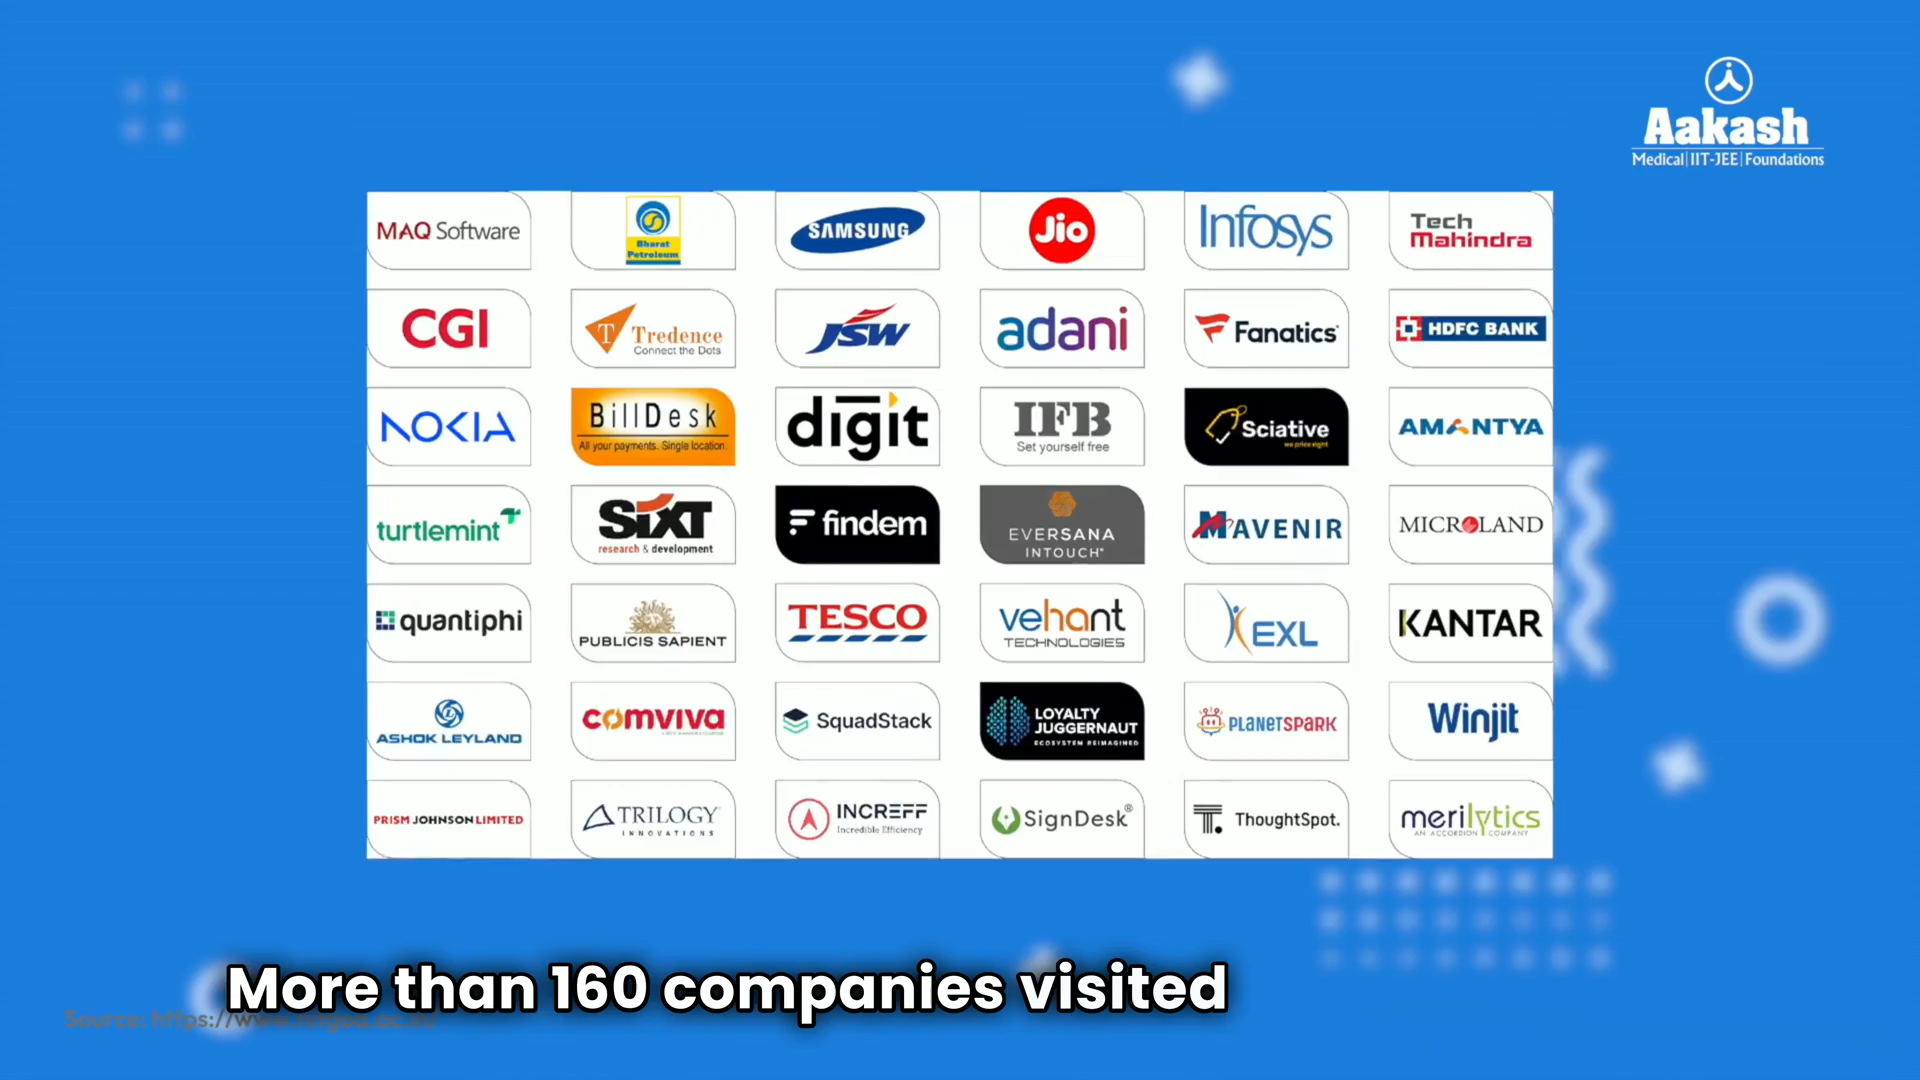 Aakash
Medical|IIT-JEE|Foundations
MAQ Software
Bharat
Petroleum
SAMSUNG
Jio
Infosys
Tech
Mahindra
CGI
Tredence
Connect the Dots
JSW
adani
Fanatics
HDFC BANK
NOKIA
BillDesk
All your payments. Single location.
digit
IFB
Set yourself free
Sciative
we price right
AMANTYA
turtlemint
SiXT
research & development
findem
EVERSANA
INTOUCH
MAVENIR
MICROLAND
quantiphi
PUBLICIS SAPIENT
TESCO
vehant
TECHNOLOGIES
EXL
KANTAR
ASHOK LEYLAND
comviva
SquadStack
LOYALTY
JUGGERNAUT
ECOSYSTEM REIMAGINED
PLANETSPARK
Winjit
PRISM JOHNSON LIMITED
TRILOGY
INNOVATIONS
INCREFF
Incredible Efficiency
SignDesk®
ThoughtSpot.
merilytics
AN ACCORDION COMPANY
More than 160 companies visited
Source: